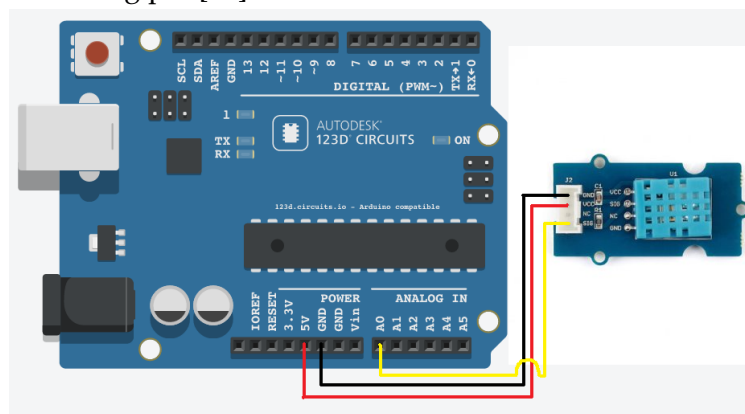 SCL
SDA
AREF
GND
13
12
~11
~10
~9
8
7
6
5
4
3
2
TX→1
RX←0
DIGITAL (PWM~)
1
TX
RX
AUTODESK®
123D® CIRCUITS
ON
123d.circuits.io - Arduino compatible
POWER
ANALOG IN
IOREF
RESET
3.3V
5V
GND
GND
Vin
A0
A1
A2
A3
A4
A5
J2
GND
VCC
NC
SIG
C1
R1
VCC
SIG
NC
GND
U1